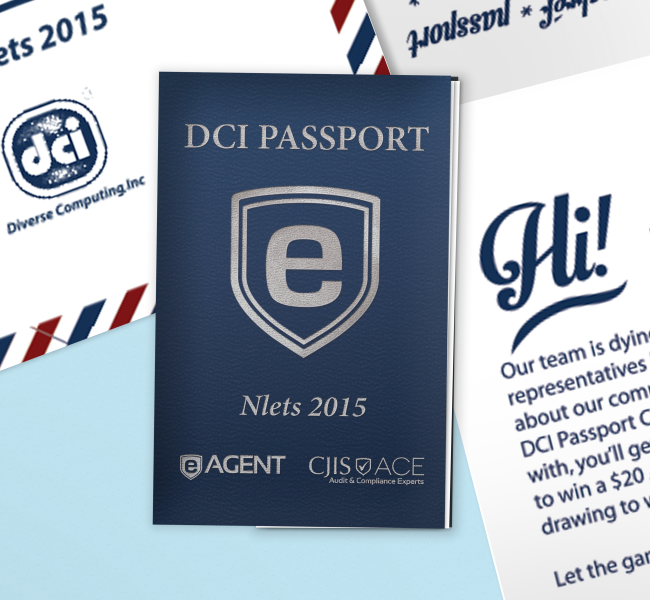 ets 2015
dci
Diverse Computing, Inc
passport *
DCI PASSPORT
e
Nlets 2015
e AGENT
CJIS ACE
Audit & Compliance Experts
Hi!
Our team is dyin
representatives
about our com
DCI Passport C
with, you'll ge
to win a $20
drawing to w
Let the gar